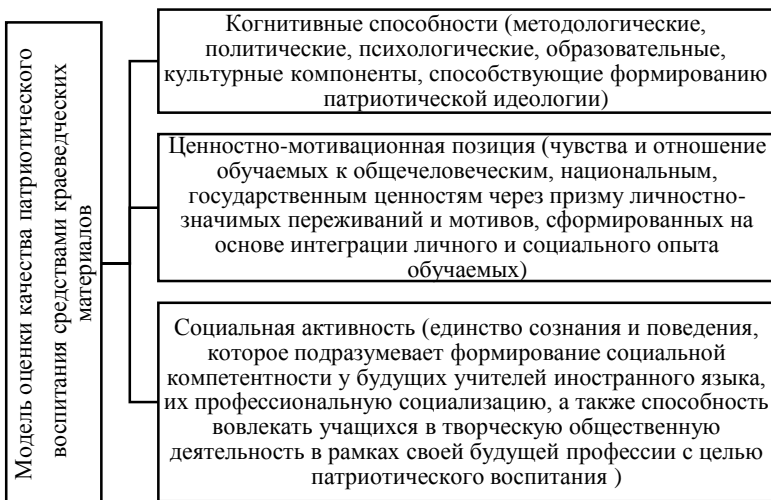 Модель оценки качества патриотического
воспитания средствами краеведческих
материалов
Когнитивные способности (методологические,
политические, психологические, образовательные,
культурные компоненты, способствующие формированию
патриотической идеологии)
Ценностно-мотивационная позиция (чувства и отношение
обучаемых к общечеловеческим, национальным,
государственным ценностям через призму личностно-
значимых переживаний и мотивов, сформированных на
основе интеграции личного и социального опыта
обучаемых)
Социальная активность (единство сознания и поведения,
которое подразумевает формирование социальной
компетентности у будущих учителей иностранного языка,
их профессиональную социализацию, а также способность
вовлекать учащихся в творческую общественную
деятельность в рамках своей будущей профессии с целью
патриотического воспитания )